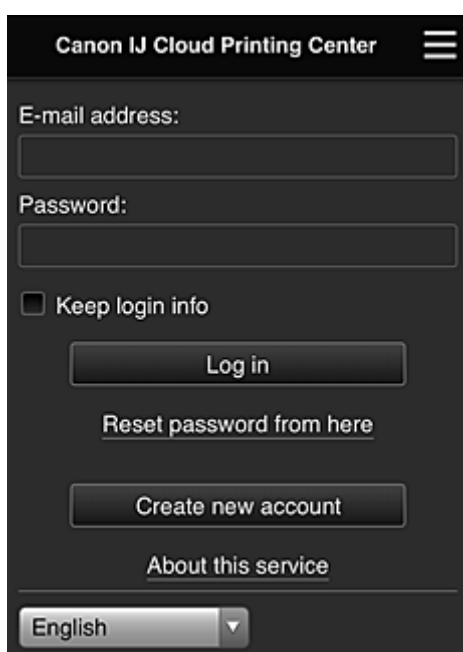 Canon IJ Cloud Printing Center
E-mail address:
Password:
Keep login info
Log in
Reset password from here
Create new account
About this service
English